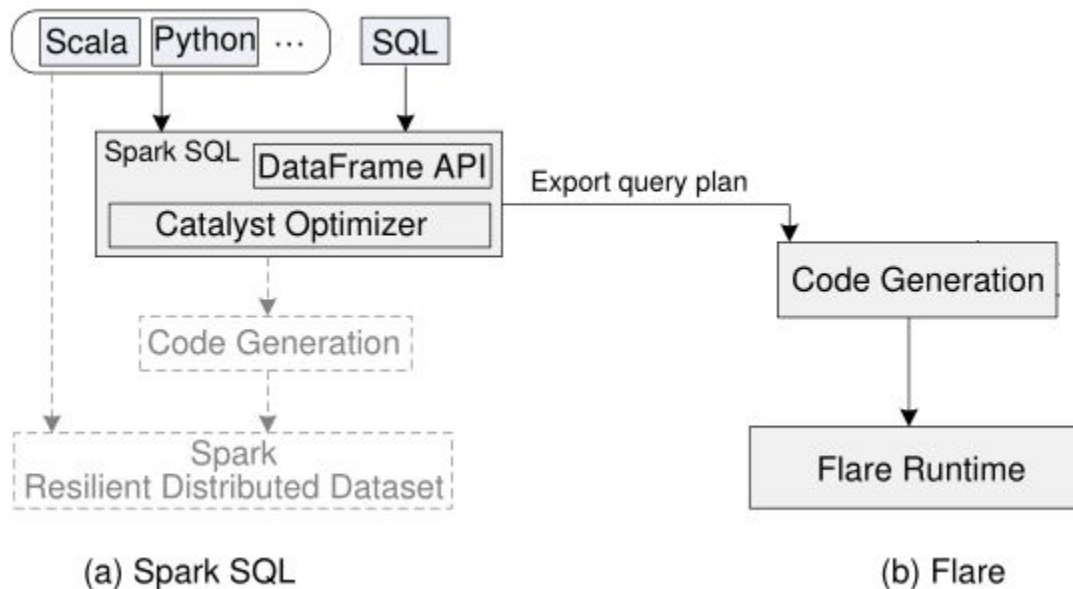 Scala Python ... SQL
Spark SQL
DataFrame API
Catalyst Optimizer
Export query plan
Code Generation
Code Generation
Spark
Resilient Distributed Dataset
Flare Runtime
(a) Spark SQL
(b) Flare